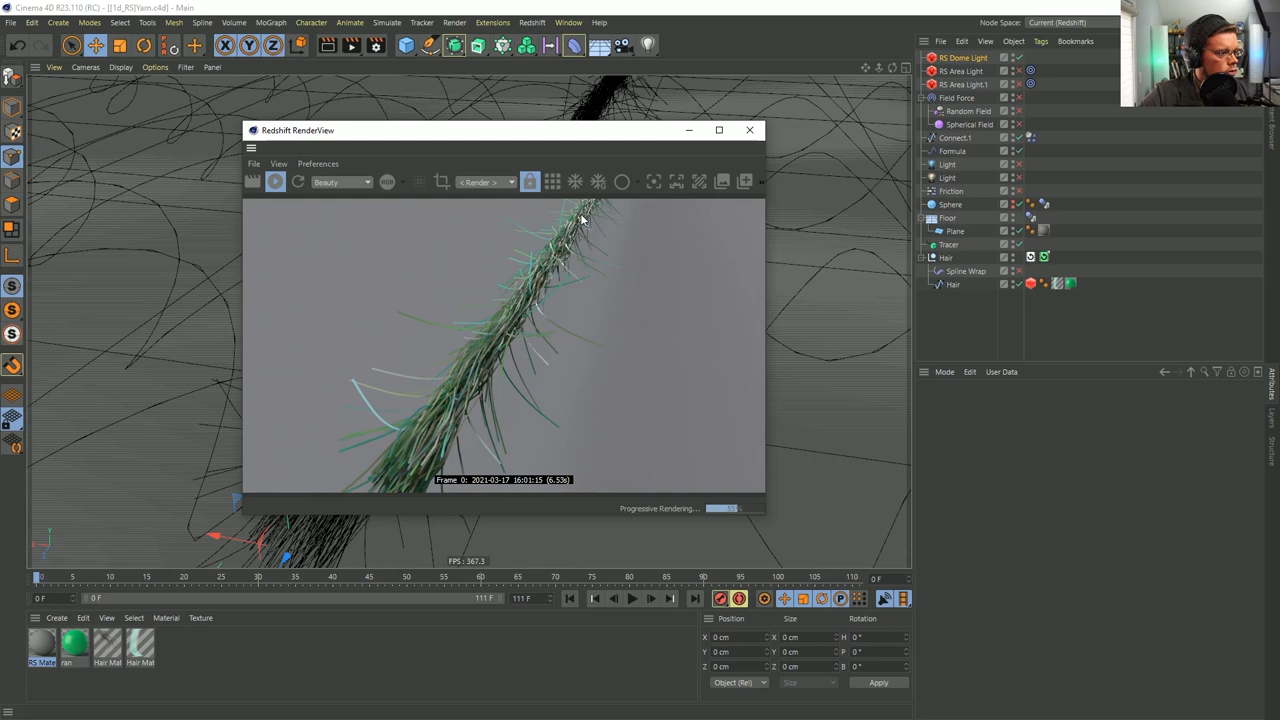 Cinema 4D R23.110 (RC) - [[1d_RS]Yarn.c4d] - Main
File Edit Create Modes Select Tools Mesh Spline Volume MoGraph Character Animate Simulate Tracker Render Extensions Redshift Window Help
Node Space: Current (Redshift)
File Edit View Object Tags Bookmarks
View Cameras Display Options Filter Panel
RS Dome Light
RS Area Light
RS Area Light.1
Field Force
Random Field
Spherical Field
Connect.1
Formula
Light
Light
Friction
Sphere
Floor
Plane
Tracer
Hair
Spline Wrap
Hair
Redshift RenderView
File View Preferences
Beauty
RGB
< Render >
Frame 0: 2021-03-17 16:01:15 (6.53s)
Progressive Rendering...
FPS : 367.3
Mode Edit User Data
Attributes
Layers
Structure
0 5 10 15 20 25 30 35 40 45 50 55 60 65 70 75 80 85 90 95 100 105 110
0 F
0 F
0 F
111 F
111 F
Create Edit View Select Material Texture
RS Mate
ran
Hair Mat
Hair Mat
Position Size Rotation
X 0 cm X 0 cm H 0 °
Y 0 cm Y 0 cm P 0 °
Z 0 cm Z 0 cm B 0 °
Object (Rel)
Size
Apply